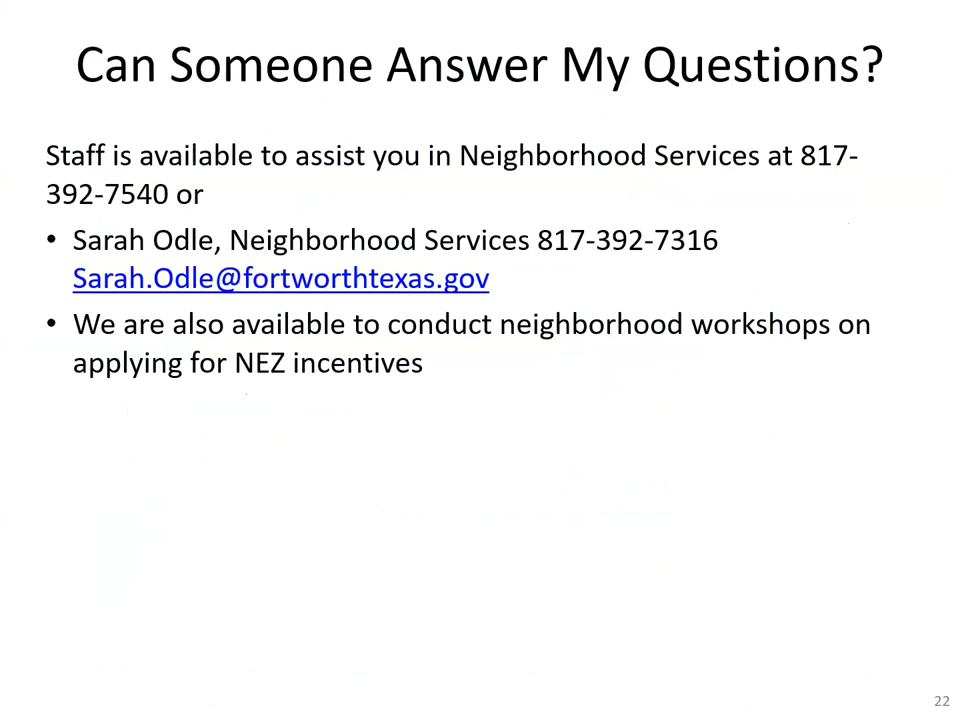 Can Someone Answer My Questions?
Staff is available to assist you in Neighborhood Services at 817-
392-7540 or
• Sarah Odle, Neighborhood Services 817-392-7316
Sarah.Odle@fortworthtexas.gov
• We are also available to conduct neighborhood workshops on
applying for NEZ incentives
22